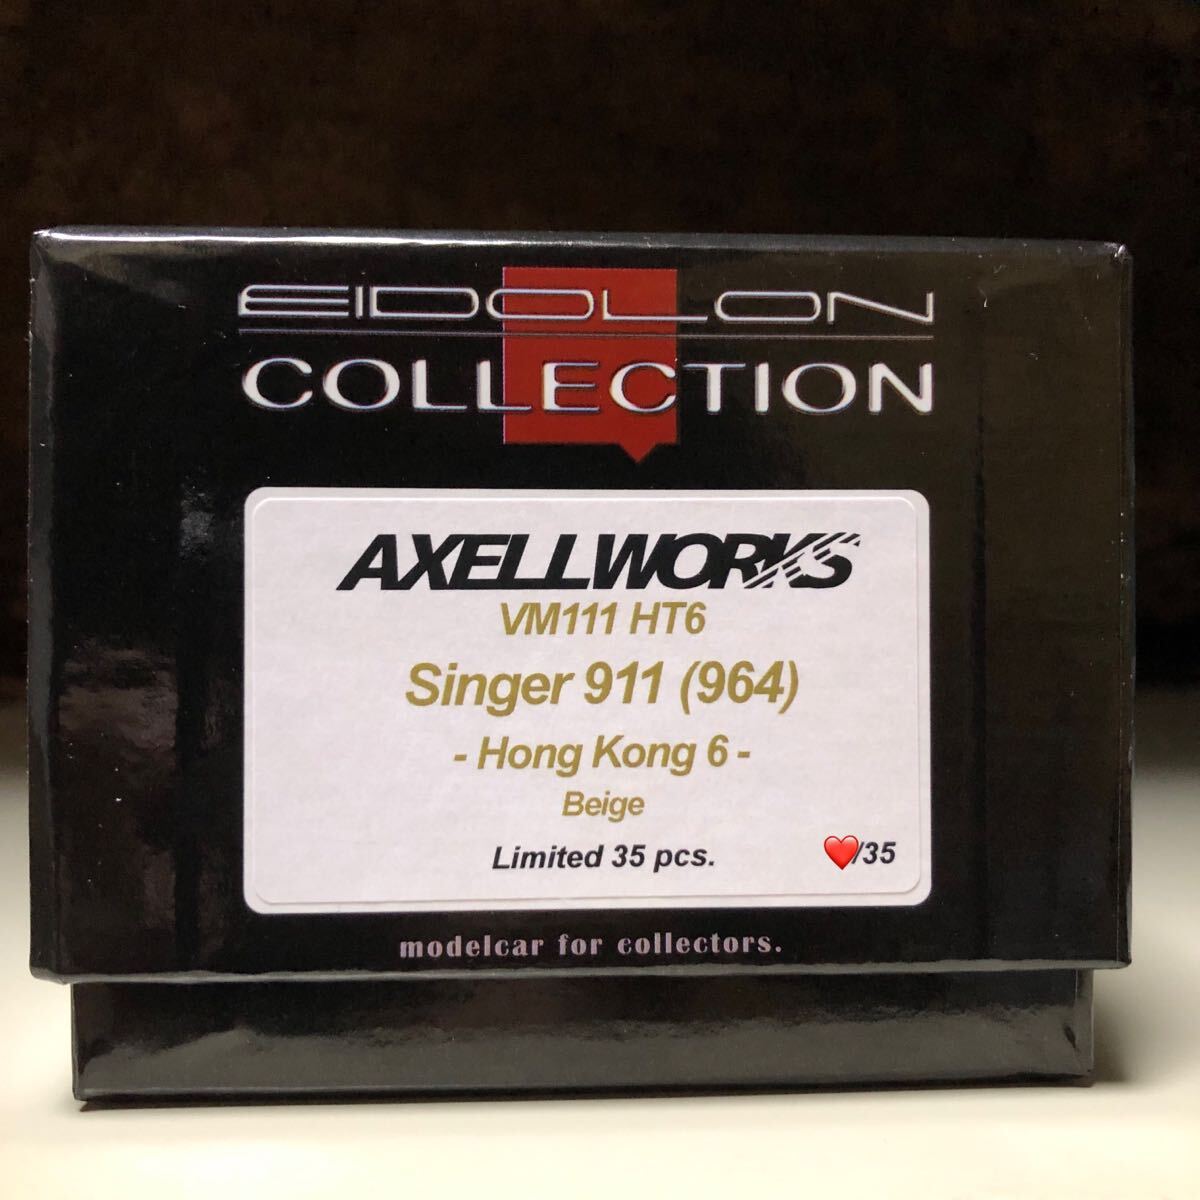 EIDOLON
COLLECTION
AXELLWORKS
VM111 HT6
Singer 911 (964)
- Hong Kong 6 -
Beige
Limited 35 pcs.
❤️/35
modelcar for collectors.